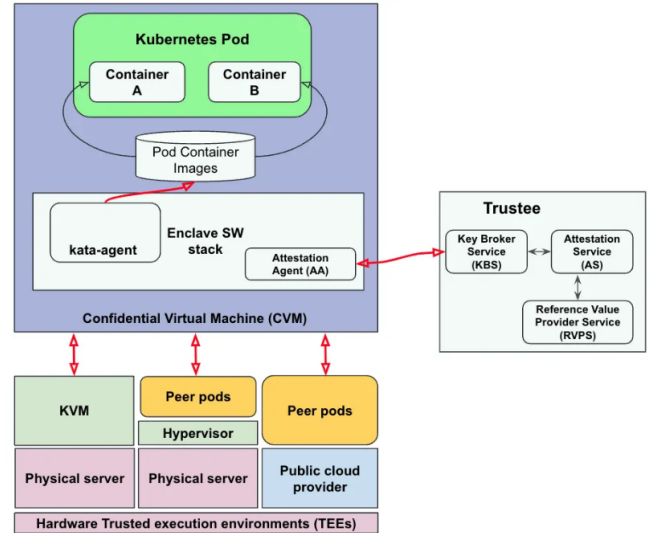 Kubernetes Pod
Container
A
Container
B
Pod Container
Images
kata-agent
Enclave SW
stack
Attestation
Agent (AA)
Confidential Virtual Machine (CVM)
Trustee
Key Broker
Service
(KBS)
Attestation
Service
(AS)
Reference Value
Provider Service
(RVPS)
KVM
Peer pods
Hypervisor
Peer pods
Physical server
Physical server
Public cloud
provider
Hardware Trusted execution environments (TEEs)